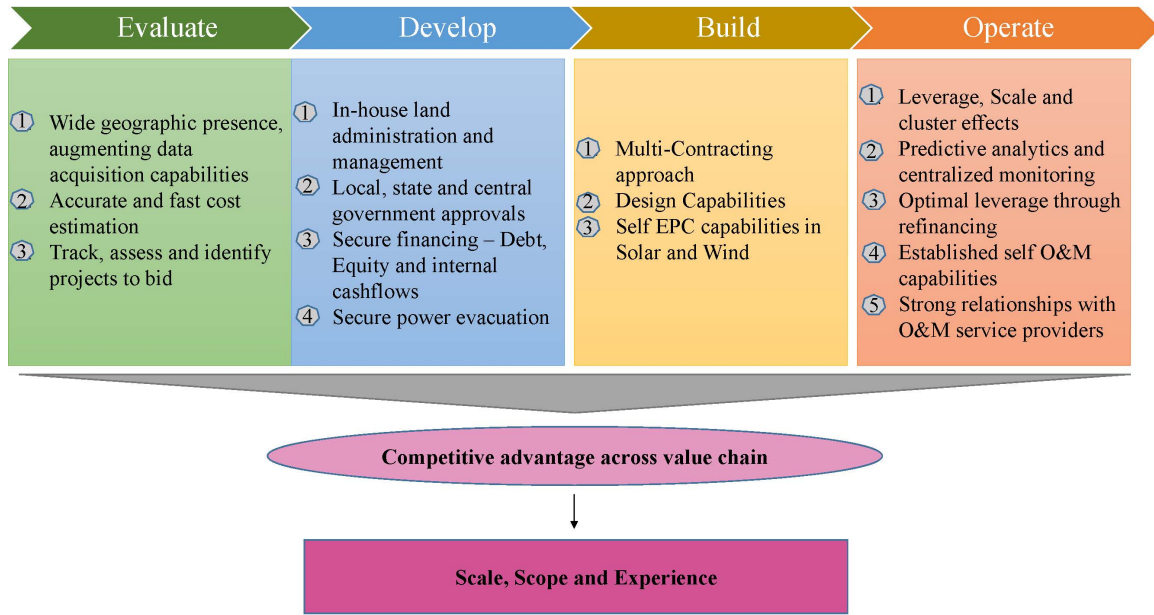 Evaluate
Develop
Build
Operate
1 Wide geographic presence,
augmenting data
acquisition capabilities
2 Accurate and fast cost
estimation
3 Track, assess and identify
projects to bid
1 In-house land
administration and
management
2 Local, state and central
government approvals
3 Secure financing – Debt,
Equity and internal
cashflows
4 Secure power evacuation
1 Multi-Contracting
approach
2 Design Capabilities
3 Self EPC capabilities in
Solar and Wind
1 Leverage, Scale and
cluster effects
2 Predictive analytics and
centralized monitoring
3 Optimal leverage through
refinancing
4 Established self O&M
capabilities
5 Strong relationships with
O&M service providers
Competitive advantage across value chain
Scale, Scope and Experience